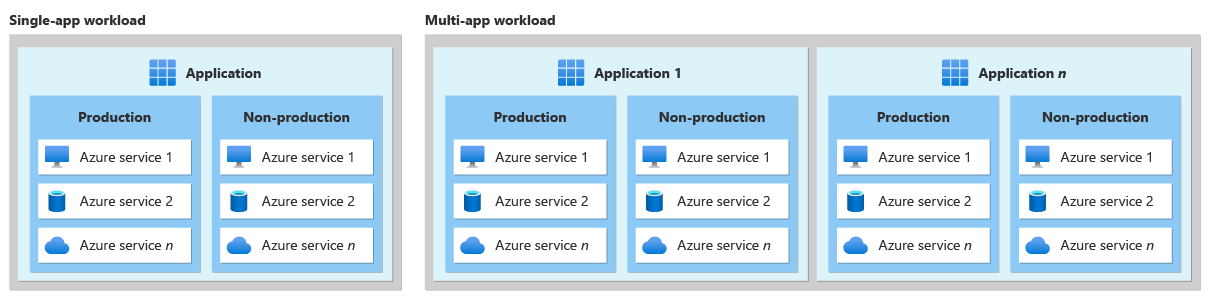 Single-app workload
Application
Production
Azure service 1
Azure service 2
Azure service n
Non-production
Azure service 1
Azure service 2
Azure service n
Multi-app workload
Application 1
Production
Azure service 1
Azure service 2
Azure service n
Non-production
Azure service 1
Azure service 2
Azure service n
Application n
Production
Azure service 1
Azure service 2
Azure service n
Non-production
Azure service 1
Azure service 2
Azure service n